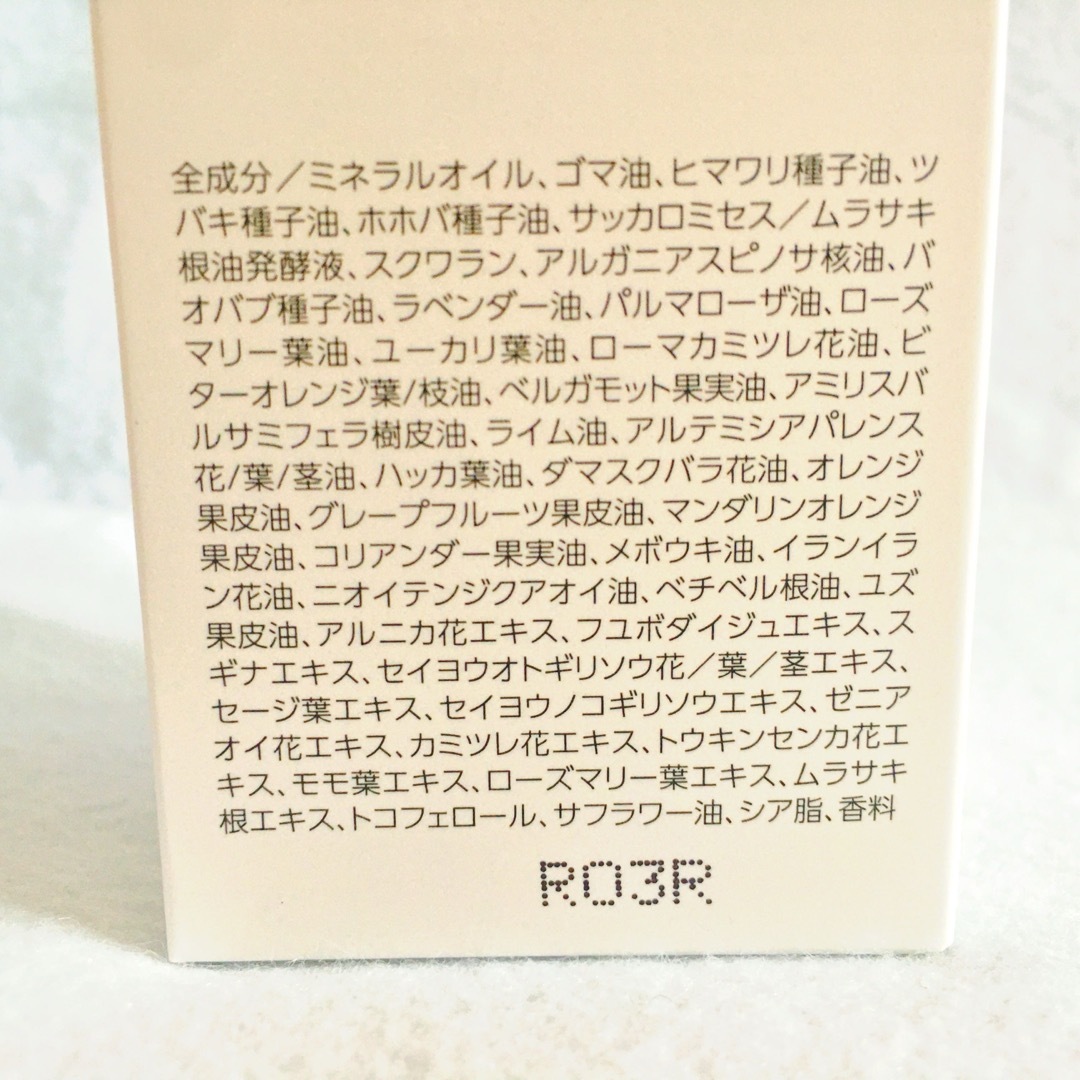 全成分／ミネラルオイル、ゴマ油、ヒマワリ種子油、ツ
バキ種子油、ホホバ種子油、サッカロミセス／ムラサキ
根油発酵液、スクワラン、アルガニアスピノサ核油、バ
オバブ種子油、ラベンダー油、パルマローザ油、ローズ
マリー葉油、ユーカリ葉油、ローマカミツレ花油、ビ
ターオレンジ葉/枝油、ベルガモット果実油、アミリスバ
ルサミフェラ樹皮油、ライム油、アルテミシアパレンス
花/葉/茎油、ハッカ葉油、ダマスクバラ花油、オレンジ
果皮油、グレープフルーツ果皮油、マンダリンオレンジ
果皮油、コリアンダー果実油、メボウキ油、イランイラ
ン花油、ニオイテンジクアオイ油、ベチベル根油、ユズ
果皮油、アルニカ花エキス、フユボダイジュエキス、ス
ギナエキス、セイヨウオトギリソウ花／葉／茎エキス、
セージ葉エキス、セイヨウノコギリソウエキス、ゼニア
オイ花エキス、カミツレ花エキス、トウキンセンカ花エ
キス、モモ葉エキス、ローズマリー葉エキス、ムラサキ
根エキス、トコフェロール、サフラワー油、シア脂、香料
RO3R